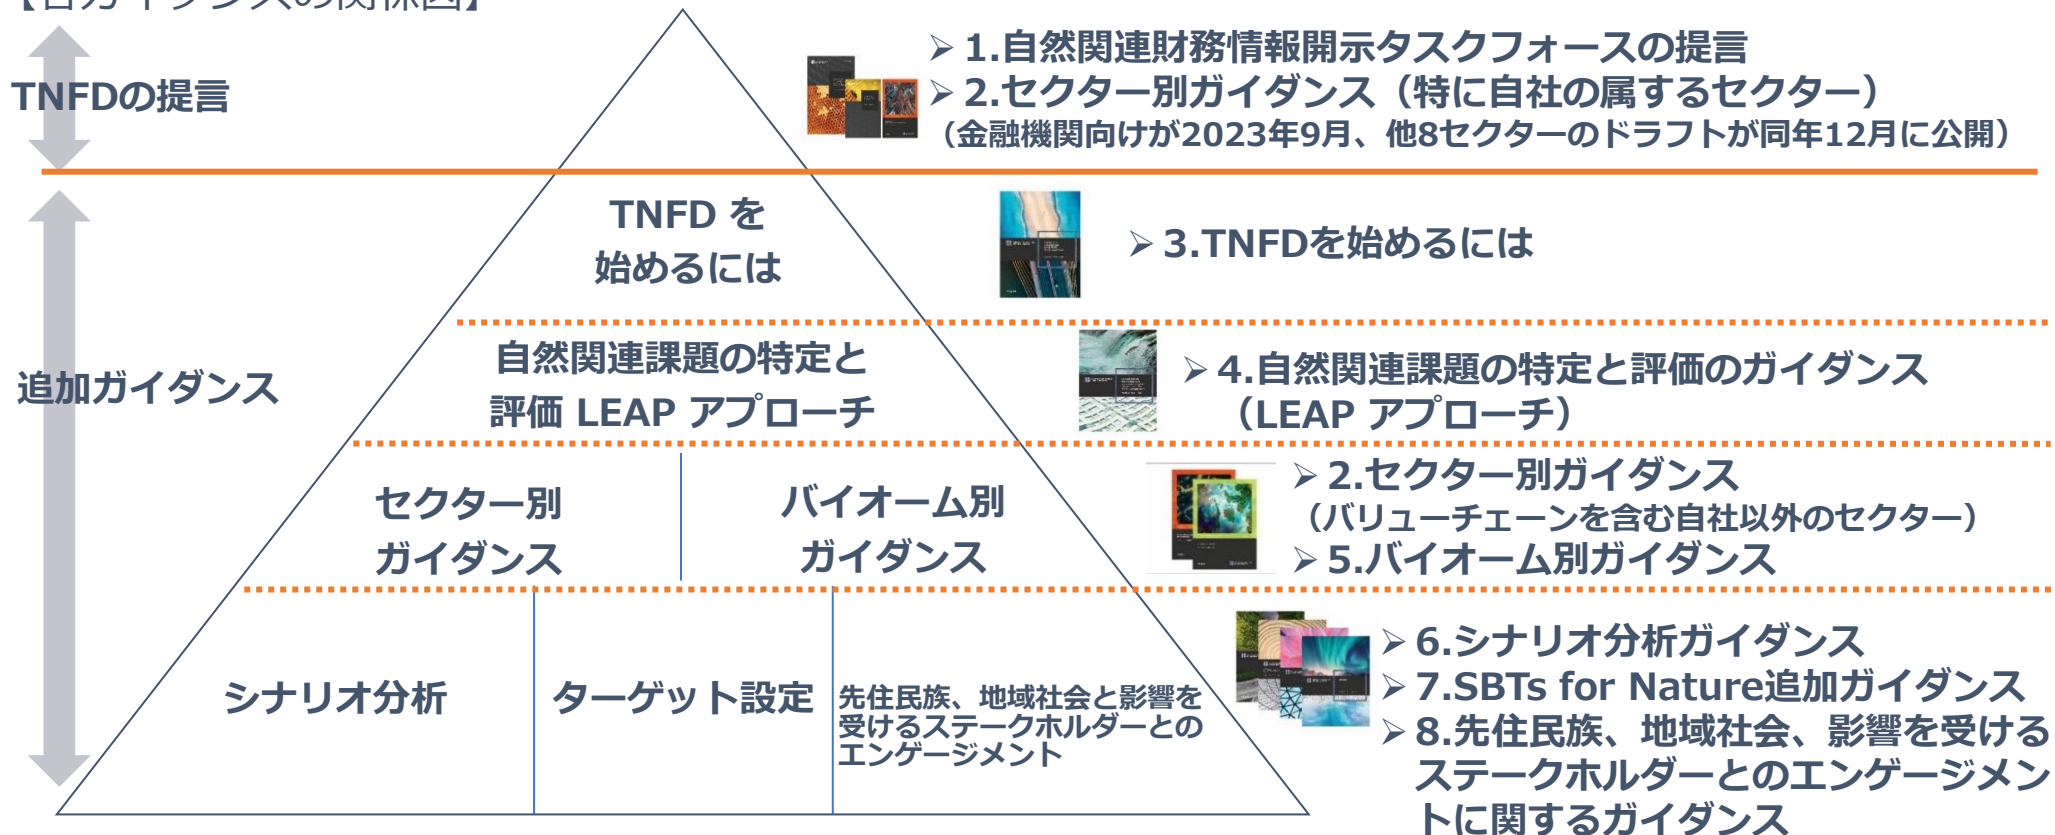 【各ガイダンスの関係図】
TNFDの提言
➢ 1.自然関連財務情報開示タスクフォースの提言
➢ 2.セクター別ガイダンス（特に自社の属するセクター）
（金融機関向けが2023年9月、他8セクターのドラフトが同年12月に公開）
追加ガイダンス
TNFD を
始めるには
➢ 3.TNFDを始めるには
自然関連課題の特定と
評価 LEAP アプローチ
➢ 4.自然関連課題の特定と評価のガイダンス
（LEAP アプローチ）
セクター別
ガイダンス
バイオーム別
ガイダンス
➢ 2.セクター別ガイダンス
（バリューチェーンを含む自社以外のセクター）
➢ 5.バイオーム別ガイダンス
シナリオ分析
ターゲット設定
先住民族、地域社会と影響を
受けるステークホルダーとの
エンゲージメント
➢ 6.シナリオ分析ガイダンス
➢ 7.SBTs for Nature追加ガイダンス
➢ 8.先住民族、地域社会、影響を受ける
ステークホルダーとのエンゲージメン
トに関するガイダンス